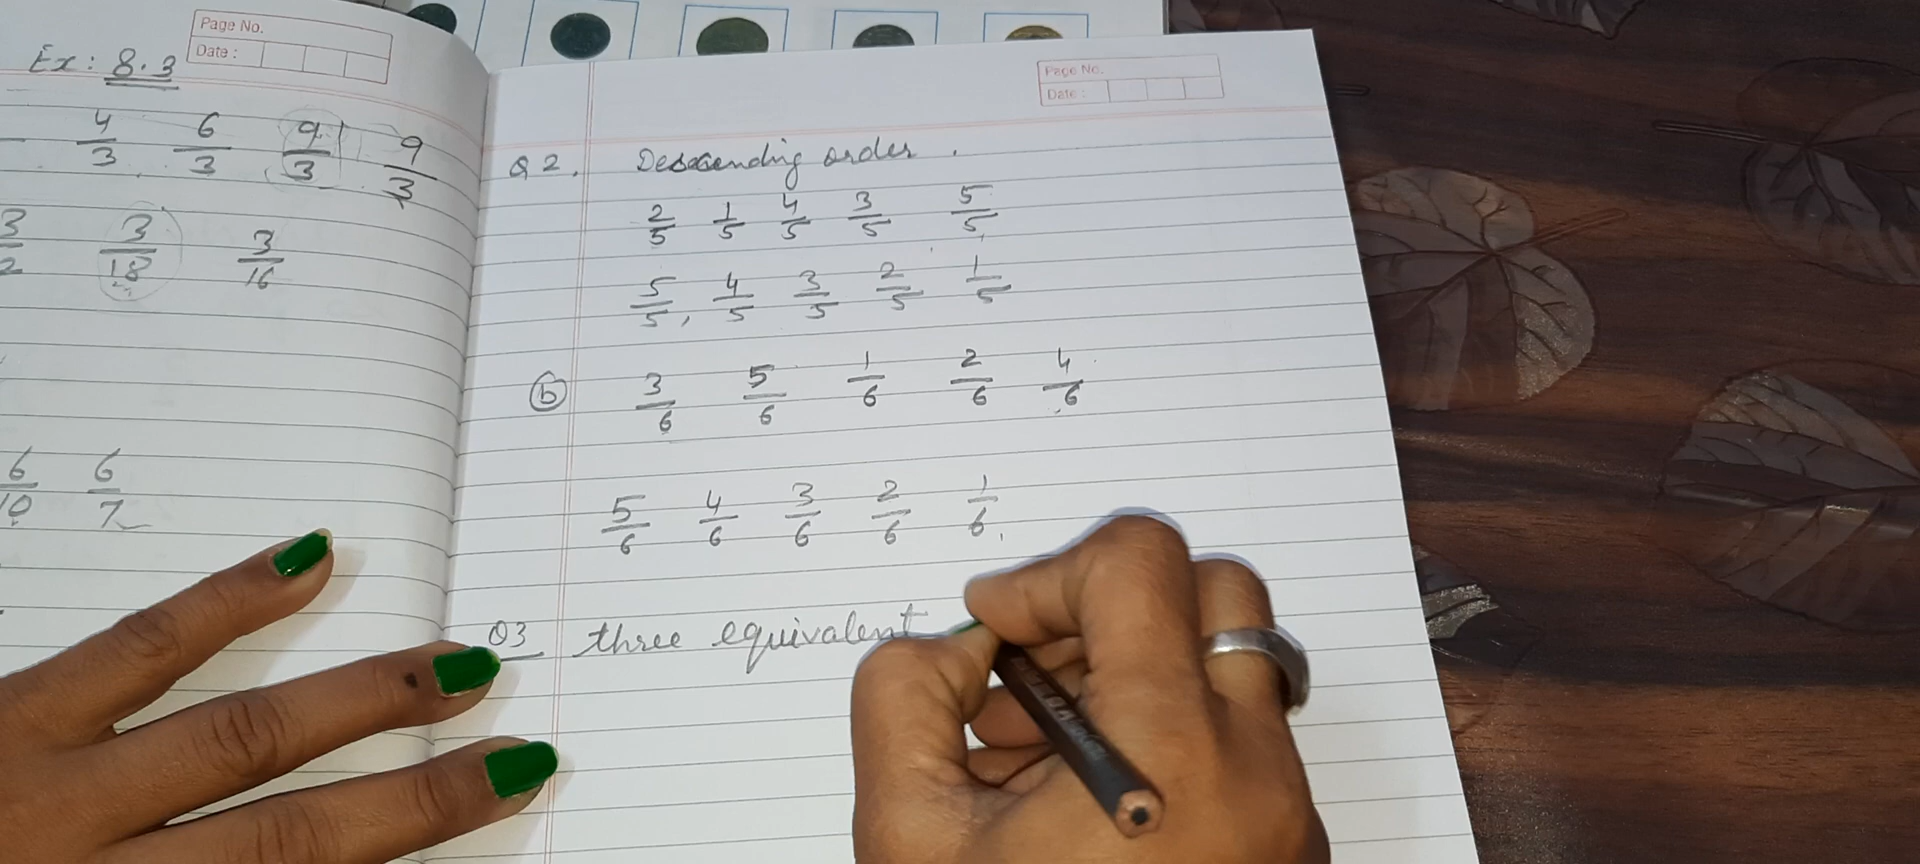 Page No.
Date :
Ex: 8.3
4/3 6/3 9/3 9/3
3/2 3/18 3/16
6/10 6/7
Page No.
Date :
Q 2. Descending order.
2/5 1/5 4/5 3/5 5/5
5/5, 4/5 3/5 2/5 1/5
(b) 3/6 5/6 1/6 2/6 4/6
5/6 4/6 3/6 2/6 1/6,
Q3 three equivalent